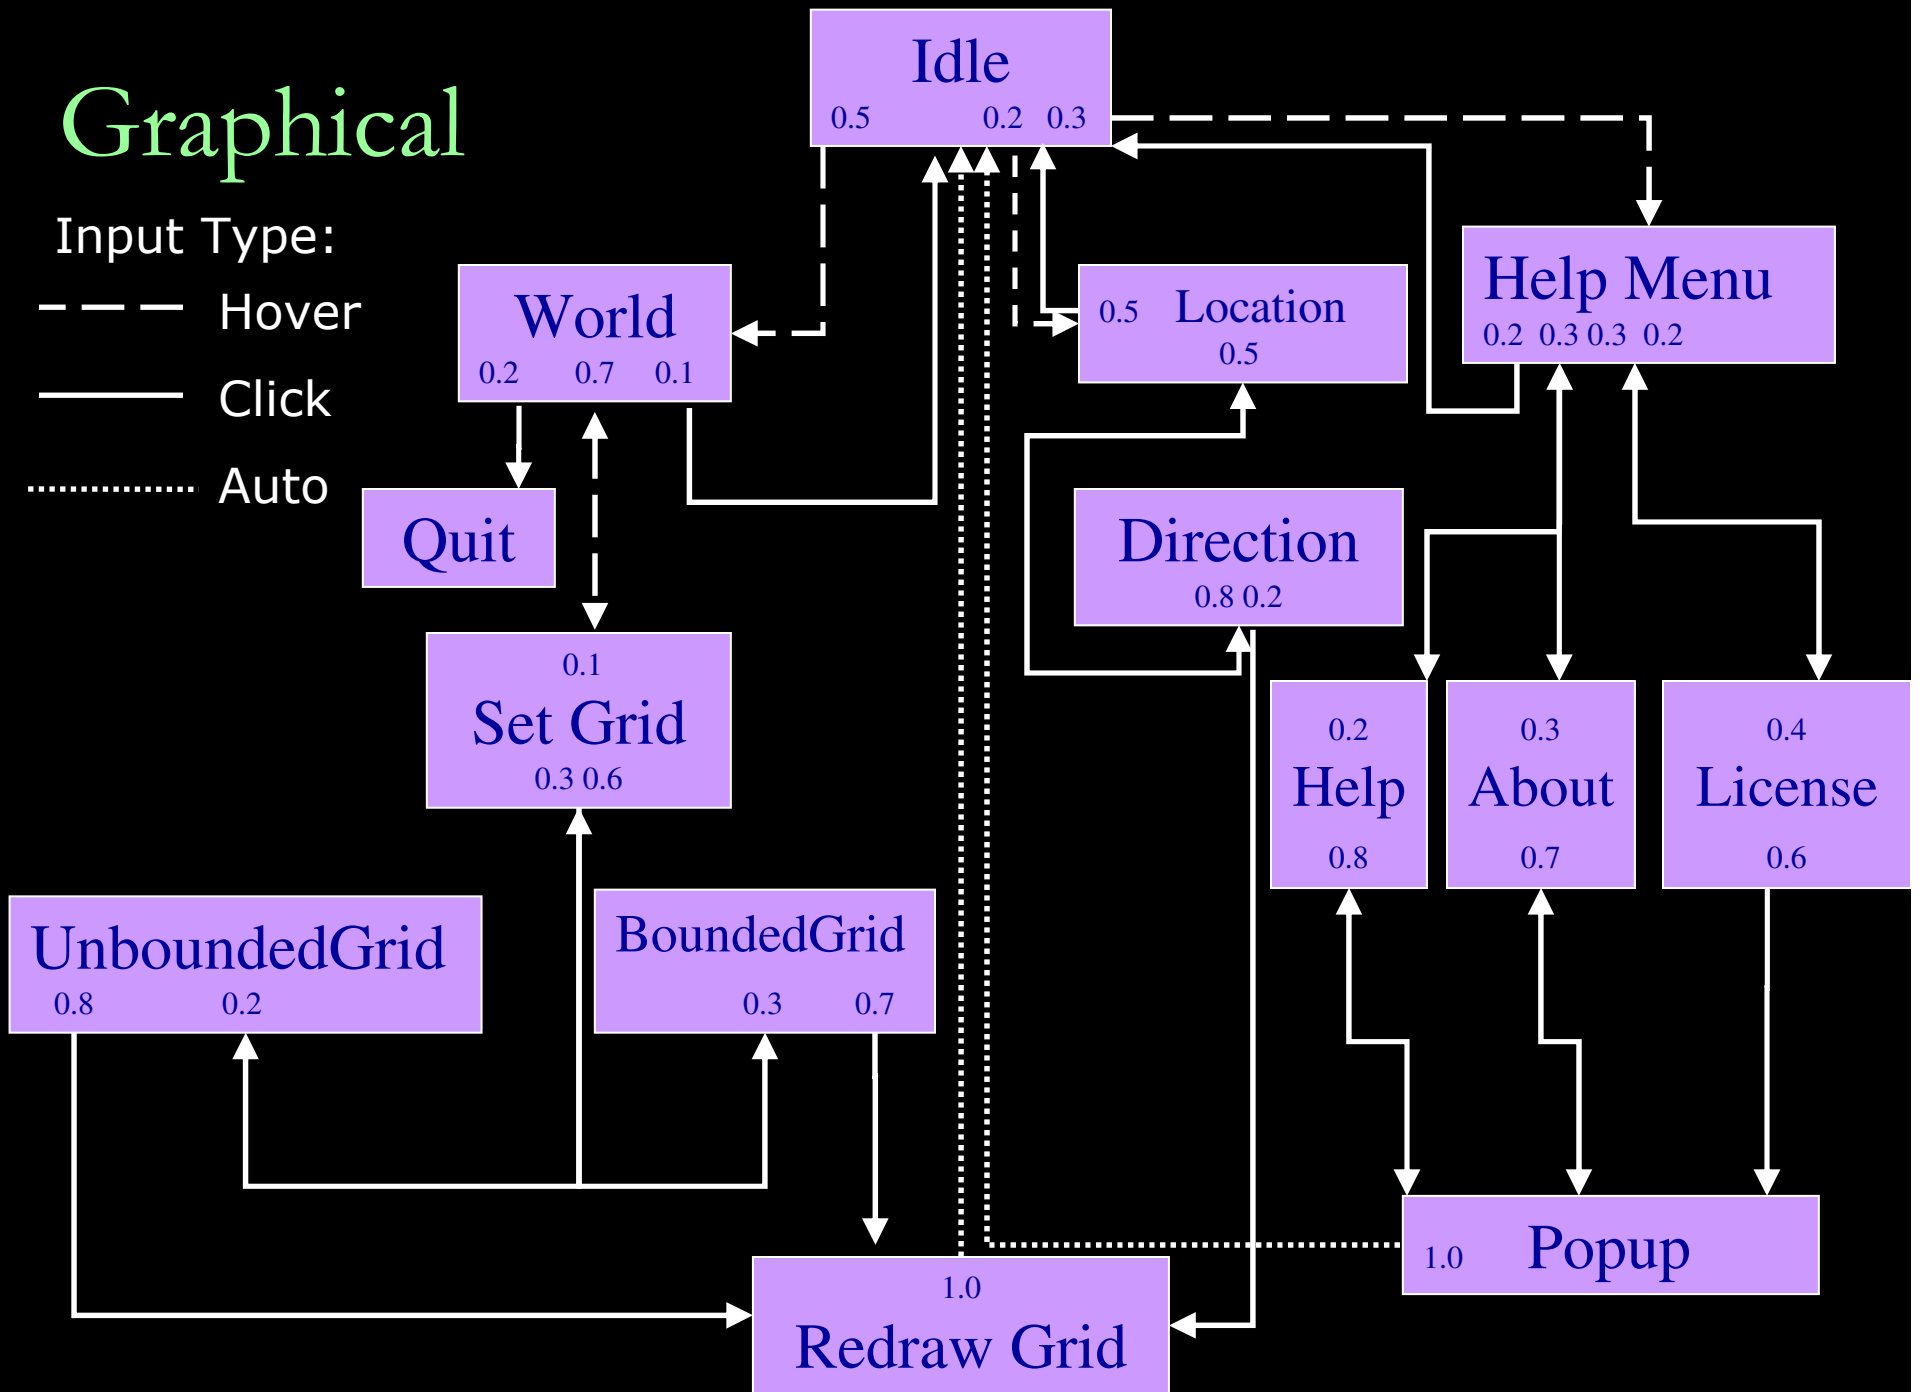 Graphical
Input Type:
Hover
Click
Auto
Idle
0.5 0.2 0.3
World
0.2 0.7 0.1
0.5 Location
0.5
Help Menu
0.2 0.3 0.3 0.2
Quit
Direction
0.8 0.2
0.1
Set Grid
0.3 0.6
0.2
Help
0.8
0.3
About
0.7
0.4
License
0.6
UnboundedGrid
0.8 0.2
BoundedGrid
0.3 0.7
1.0 Popup
1.0
Redraw Grid